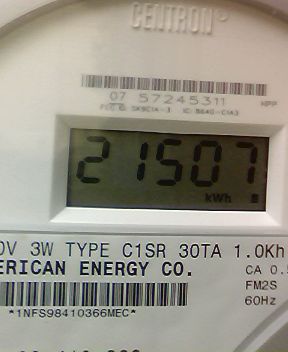 CENTRON
07 57245311
21507
kWh
0V 3W TYPE C1SR 30TA 1.0Kh
ERICAN ENERGY CO.
CA 0.5
FM2S
60Hz
*1NFS98410366MEC*